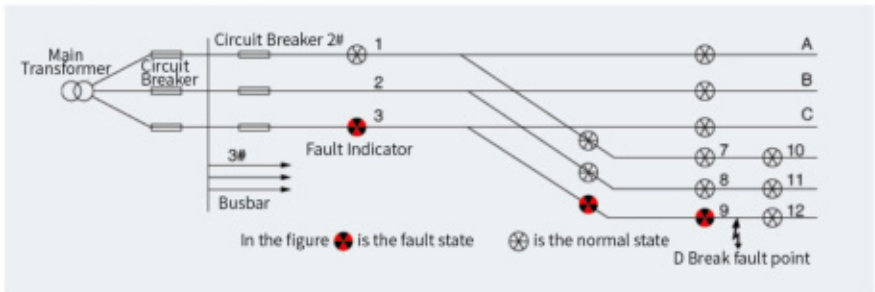 Main
Transformer
Circuit
Breaker
Circuit Breaker 2#
1
2
3
Fault Indicator
3#
Busbar
A
B
C
7
10
8
11
9
12
In the figure is the fault state
is the normal state
D Break fault point